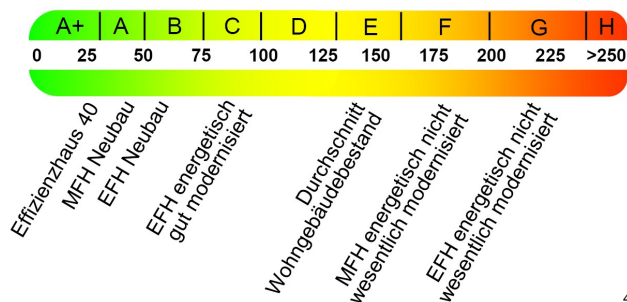 A+ A B C D E F G H
0 25 50 75 100 125 150 175 200 225 >250
Effizienzhaus 40
MFH Neubau
EFH Neubau
EFH energetisch
gut modernisiert
Durchschnitt
Wohngebäudebestand
MFH energetisch nicht
wesentlich modernisiert
EFH energetisch nicht
wesentlich modernisiert